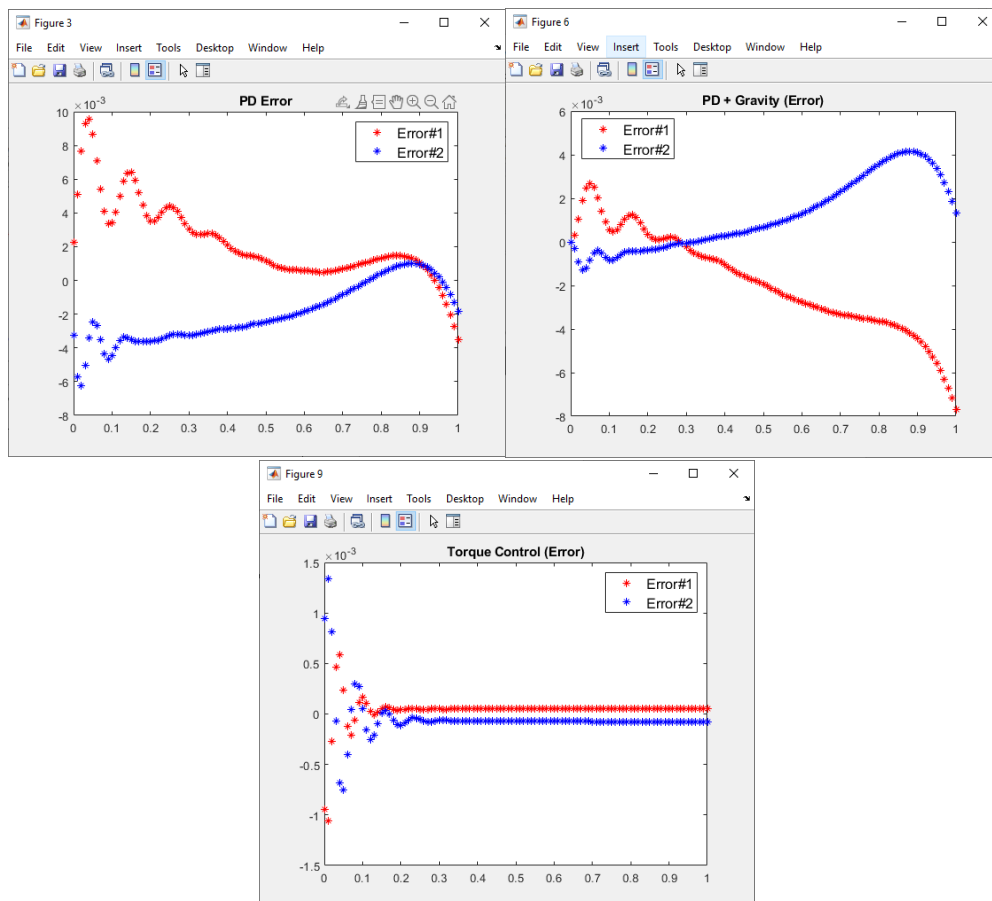 Figure 3
File Edit View Insert Tools Desktop Window Help
PD Error
×10⁻³
Error#1
Error#2
10
8
6
4
2
0
-2
-4
-6
-8
0 0.1 0.2 0.3 0.4 0.5 0.6 0.7 0.8 0.9 1
Figure 6
File Edit View Insert Tools Desktop Window Help
PD + Gravity (Error)
×10⁻³
Error#1
Error#2
6
4
2
0
-2
-4
-6
-8
0 0.1 0.2 0.3 0.4 0.5 0.6 0.7 0.8 0.9 1
Figure 9
File Edit View Insert Tools Desktop Window Help
Torque Control (Error)
×10⁻³
Error#1
Error#2
1.5
1
0.5
0
-0.5
-1
-1.5
0 0.1 0.2 0.3 0.4 0.5 0.6 0.7 0.8 0.9 1